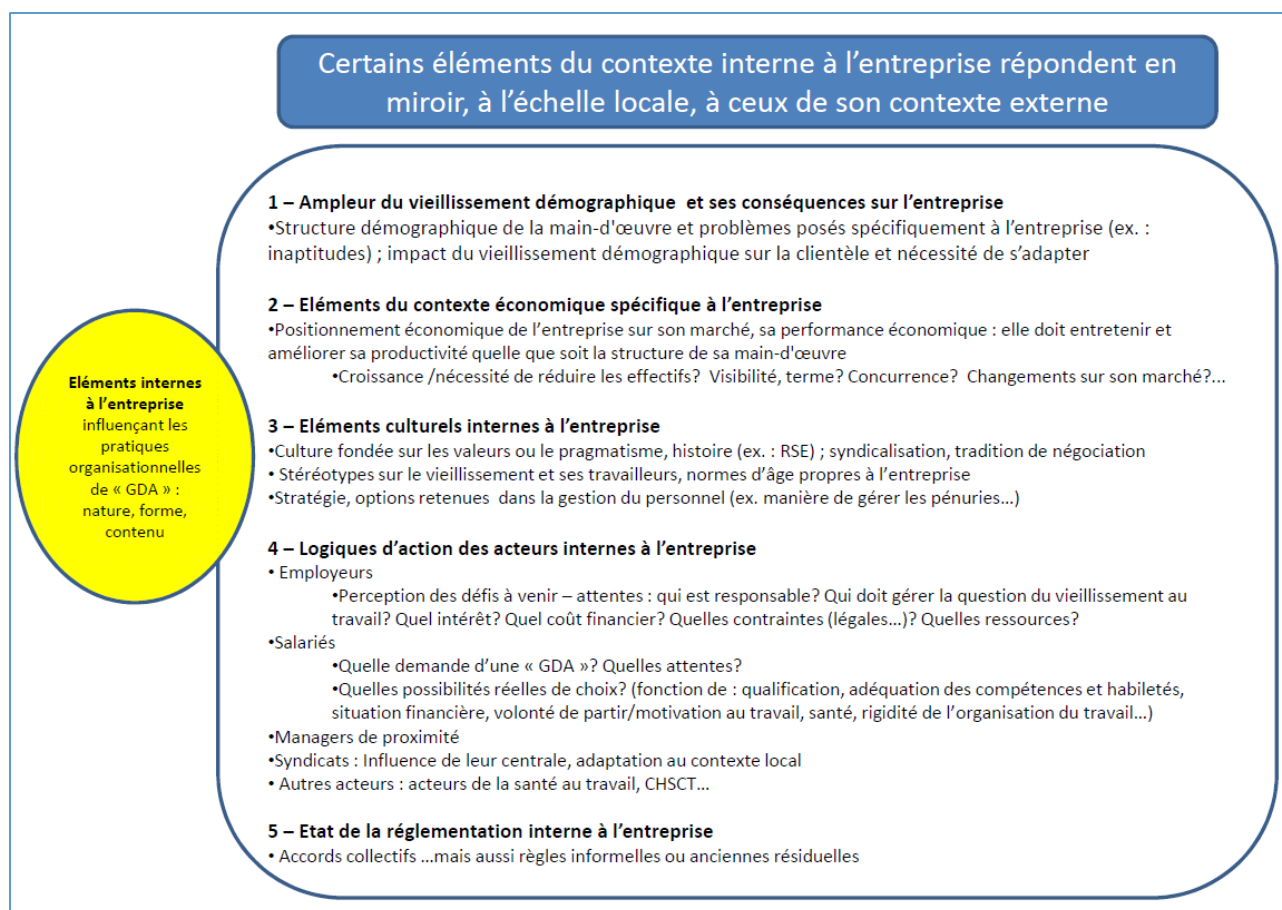 Certains éléments du contexte interne à l’entreprise répondent en
miroir, à l’échelle locale, à ceux de son contexte externe
Eléments internes
à l’entreprise
influençant les
pratiques
organisationnelles
de « GDA » :
nature, forme,
contenu
1 – Ampleur du vieillissement démographique et ses conséquences sur l’entreprise
•Structure démographique de la main-d'œuvre et problèmes posés spécifiquement à l’entreprise (ex. :
inaptitudes) ; impact du vieillissement démographique sur la clientèle et nécessité de s’adapter
2 – Eléments du contexte économique spécifique à l’entreprise
•Positionnement économique de l’entreprise sur son marché, sa performance économique : elle doit entretenir et
améliorer sa productivité quelle que soit la structure de sa main-d'œuvre
•Croissance /nécessité de réduire les effectifs? Visibilité, terme? Concurrence? Changements sur son marché?...
3 – Eléments culturels internes à l’entreprise
•Culture fondée sur les valeurs ou le pragmatisme, histoire (ex. : RSE) ; syndicalisation, tradition de négociation
• Stéréotypes sur le vieillissement et ses travailleurs, normes d’âge propres à l’entreprise
•Stratégie, options retenues dans la gestion du personnel (ex. manière de gérer les pénuries…)
4 – Logiques d’action des acteurs internes à l’entreprise
• Employeurs
•Perception des défis à venir – attentes : qui est responsable? Qui doit gérer la question du vieillissement au
travail? Quel intérêt? Quel coût financier? Quelles contraintes (légales…)? Quelles ressources?
•Salariés
•Quelle demande d’une « GDA »? Quelles attentes?
•Quelles possibilités réelles de choix? (fonction de : qualification, adéquation des compétences et habiletés,
situation financière, volonté de partir/motivation au travail, santé, rigidité de l’organisation du travail…)
•Managers de proximité
•Syndicats : Influence de leur centrale, adaptation au contexte local
• Autres acteurs : acteurs de la santé au travail, CHSCT…
5 – Etat de la réglementation interne à l’entreprise
• Accords collectifs …mais aussi règles informelles ou anciennes résiduelles